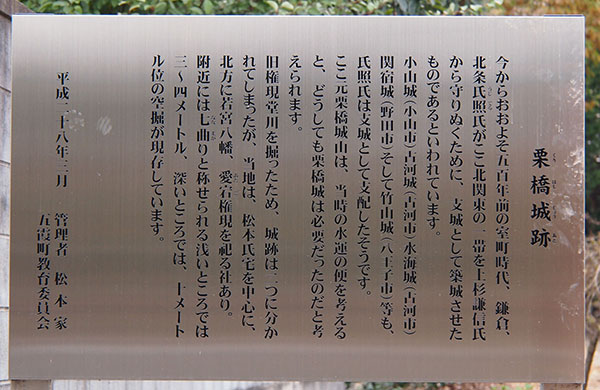 栗橋城跡
くり はし じょう あと
今からおおよそ五百年前の室町時代、鎌倉、
北条氏照氏がここ北関東の一帯を上杉謙信氏
から守りぬくために、支城として築城させた
ものであるといわれています。
小山城(小山市)古河城(古河市)水海城(古河市)
関宿城(野田市)そして竹山城(八王子市)等も、
氏照氏は支城として支配したそうです。
ここ元栗橋城山は、当時の水運の便を考える
と、どうしても栗橋城は必要だったのだと考
えられます。
旧権現堂川を掘ったため、城跡は二つに分か
れてしまったが、当地は、松本氏宅を中心に、
北方に若宮八幡、愛宕権現を祀る社あり。
附近には七曲りと称せられる浅いところでは
三〜四メートル、深いところでは、十メート
ル位の空掘が現存しています。
平成二十八年三月
管理者 松本家
五霞町教育委員会